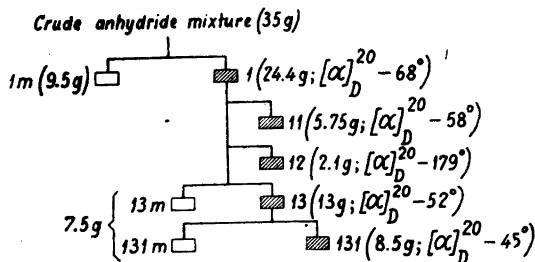 Crude anhydride mixture (35g)
1m (9.5g)
1 (24.4g; [α]D20 −68°)
11 (5.75g; [α]D20 −58°)
12 (2.1g; [α]D20 −179°)
13m
13 (13g; [α]D20 −52°)
7.5g
131m
131 (8.5g; [α]D20 −45°)